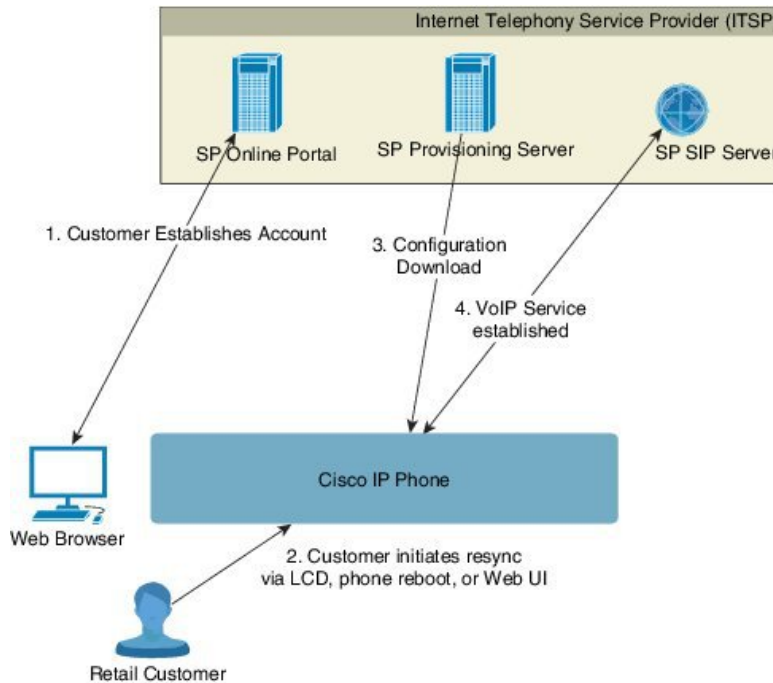 Internet Telephony Service Provider (ITSP
SP Online Portal
SP Provisioning Server
SP SIP Server
1. Customer Establishes Account
3. Configuration
Download
4. VoIP Service
established
Cisco IP Phone
Web Browser
2. Customer initiates resync
via LCD, phone reboot, or Web UI
Retail Customer